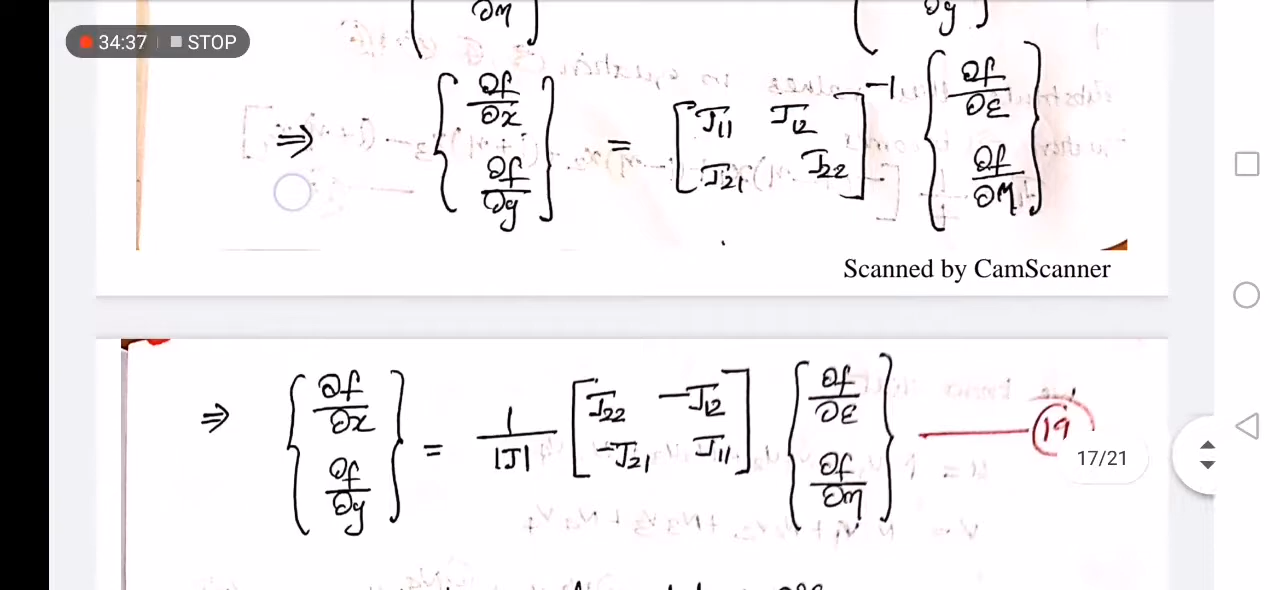 ∂m ∂y
34:37 STOP
⇒ { ∂f/∂x ∂f/∂y } = [ J11 J12 J21 J22 ]^-1 { ∂f/∂ε ∂f/∂η }
Scanned by CamScanner
⇒ { ∂f/∂x ∂f/∂y } = 1/|J| [ J22 -J12 -J21 J11 ] { ∂f/∂ε ∂f/∂η } — 19
17/21